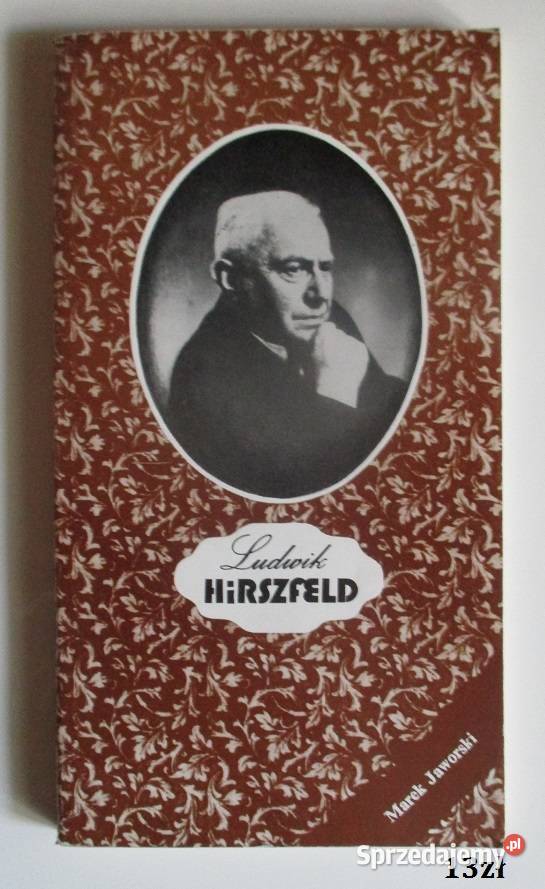 Ludwik
HiRSZFELD
Marek Jaworski
Sprzedajemy.pl
13zł